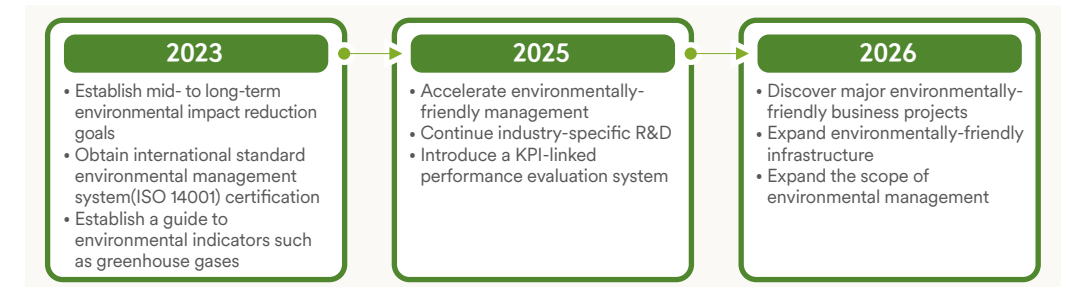 2023
• Establish mid- to long-term
environmental impact reduction
goals
• Obtain international standard
environmental management
system(ISO 14001) certification
• Establish a guide to
environmental indicators such
as greenhouse gases
2025
• Accelerate environmentally-
friendly management
• Continue industry-specific R&D
• Introduce a KPI-linked
performance evaluation system
2026
• Discover major environmentally-
friendly business projects
• Expand environmentally-friendly
infrastructure
• Expand the scope of
environmental management